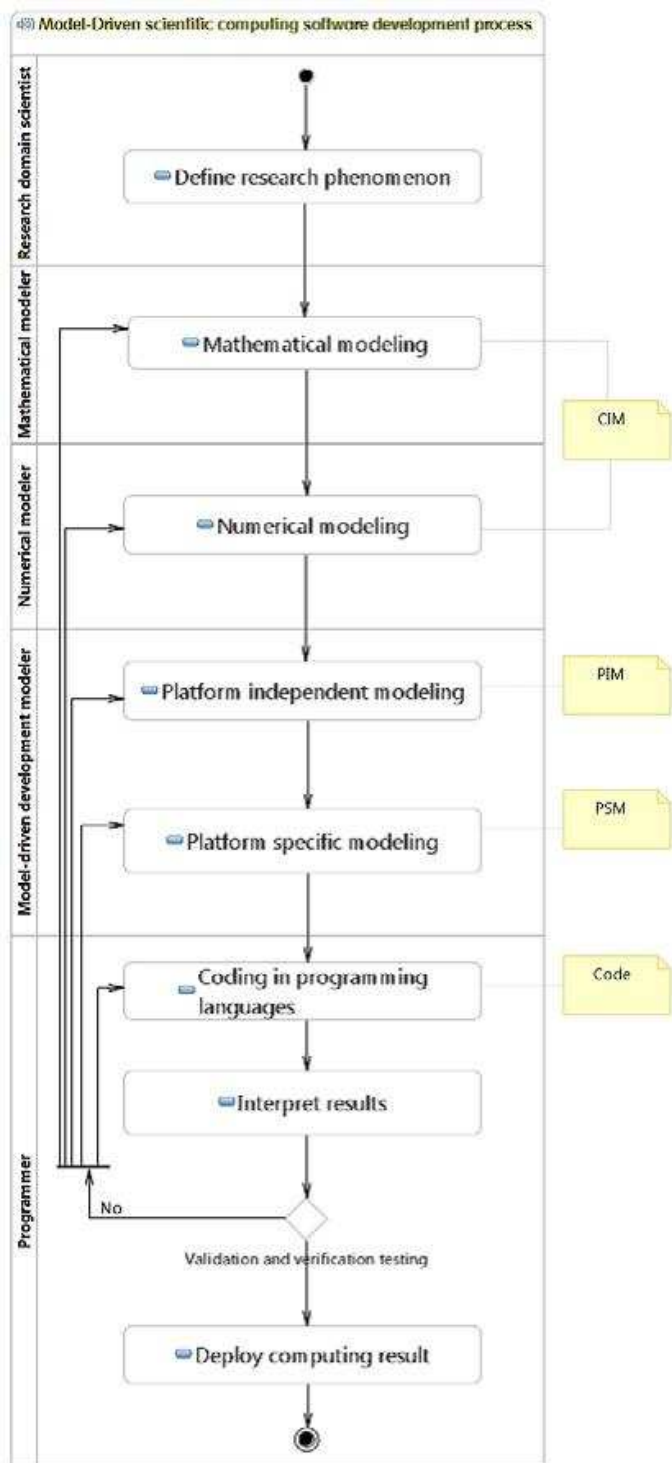 Model-Driven scientific computing software development process
Research domain scientist
Define research phenomenon
Mathematical modeler
Mathematical modeling
CIM
Numerical modeler
Numerical modeling
Model-driven development modeler
Platform independent modeling
PIM
Platform specific modeling
PSM
Programmer
Coding in programming
languages
Code
Interpret results
No
Validation and verification testing
Deploy computing result